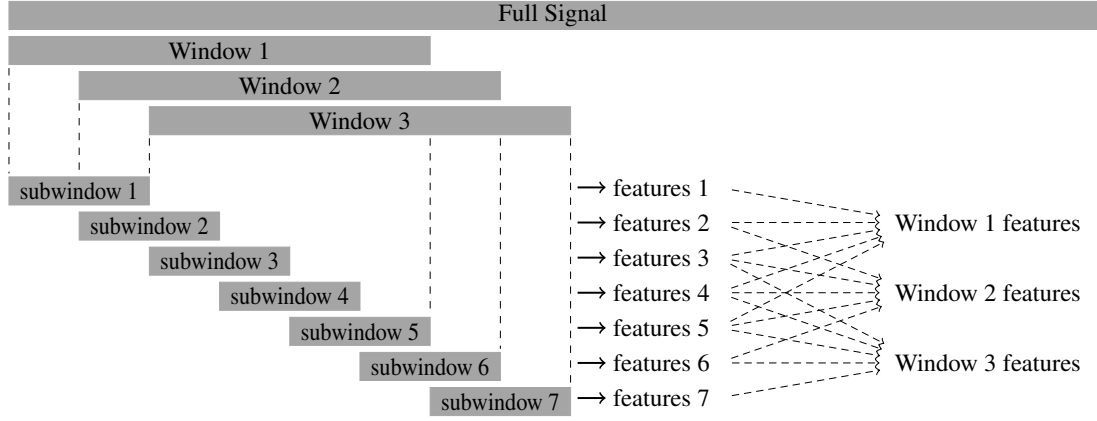 Full Signal
Window 1
Window 2
Window 3
subwindow 1
features 1
subwindow 2
features 2
Window 1 features
subwindow 3
features 3
subwindow 4
features 4
Window 2 features
subwindow 5
features 5
subwindow 6
features 6
Window 3 features
subwindow 7
features 7